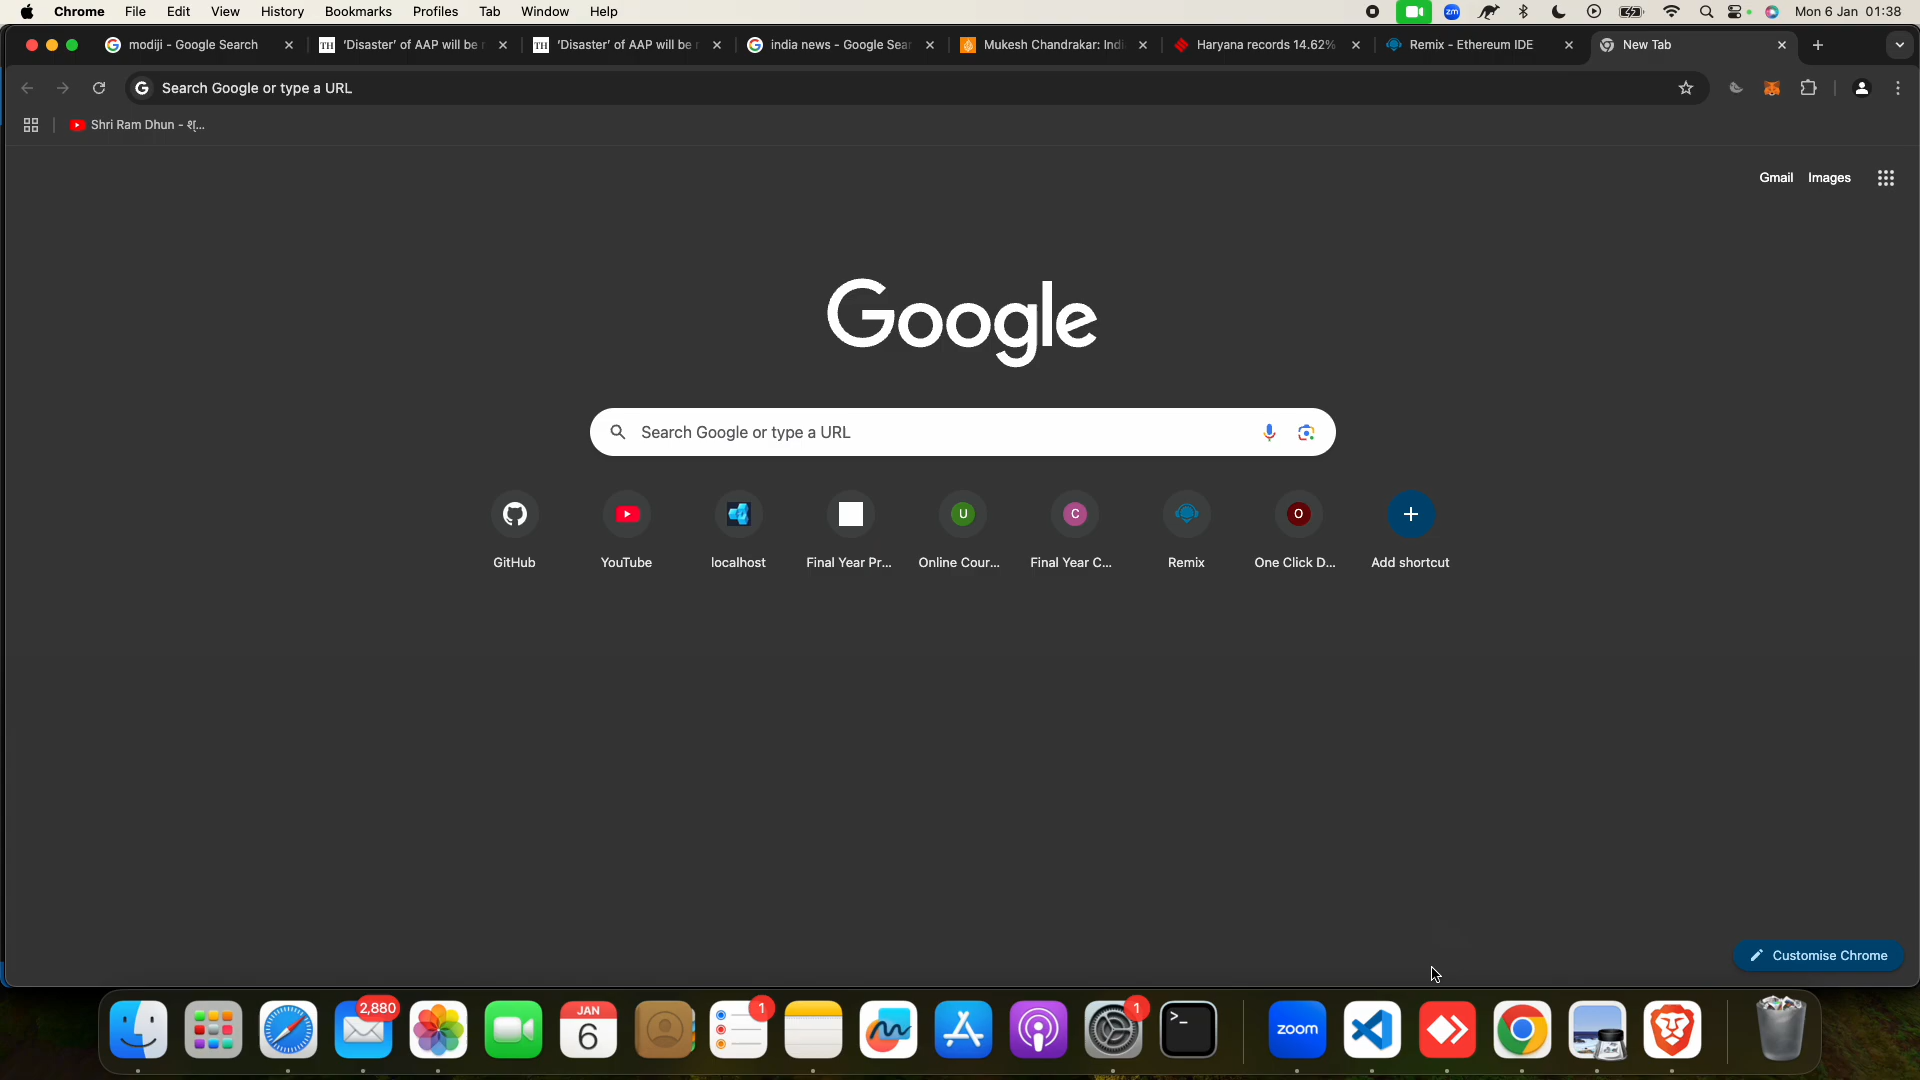 Chrome File Edit View History Bookmarks Profiles Tab Window Help zm Mon 6 Jan 01:38
modiji - Google Search 'Disaster' of AAP will be r 'Disaster' of AAP will be r india news - Google Sear Mukesh Chandrakar: Indi Haryana records 14.62% Remix - Ethereum IDE New Tab
Search Google or type a URL
Shri Ram Dhun -
Gmail Images
Google
Search Google or type a URL
U C O
GitHub YouTube localhost Final Year Pr... Online Cour... Final Year C... Remix One Click D... Add shortcut
Customise Chrome
2,880 JAN 6 1 1 >_ zoom